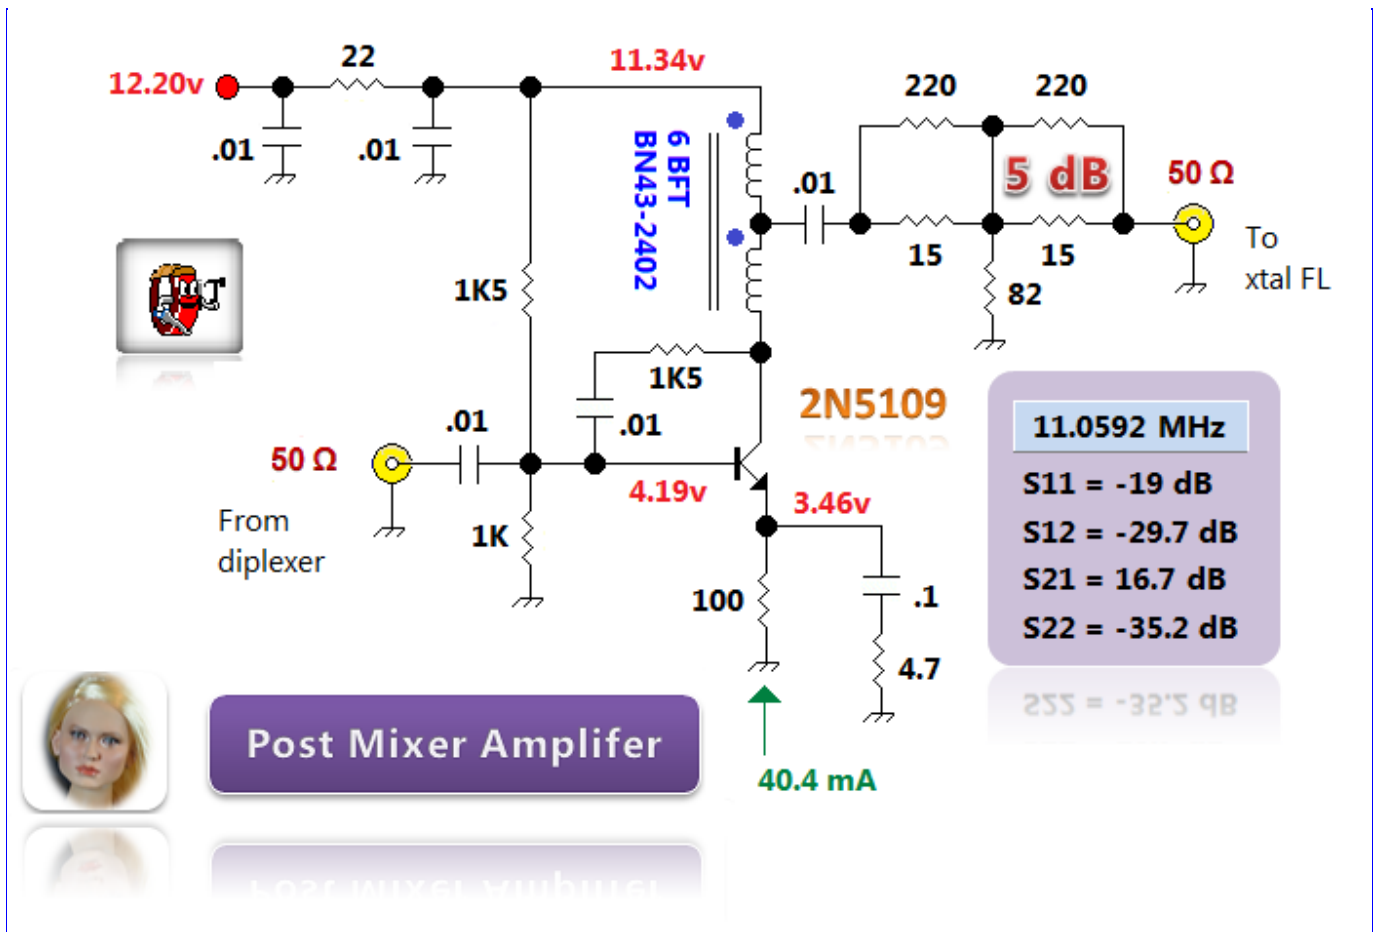 22
11.34v
12.20v
.01
.01
6 BFT
BN43-2402
220
220
5 dB
50 Ω
.01
15
15
To
xtal FL
82
1K5
1K5
.01
2N5109
.01
50 Ω
4.19v
3.46v
From
diplexer
1K
100
.1
4.7
40.4 mA
11.0592 MHz
S11 = -19 dB
S12 = -29.7 dB
S21 = 16.7 dB
S22 = -35.2 dB
Post Mixer Amplifer